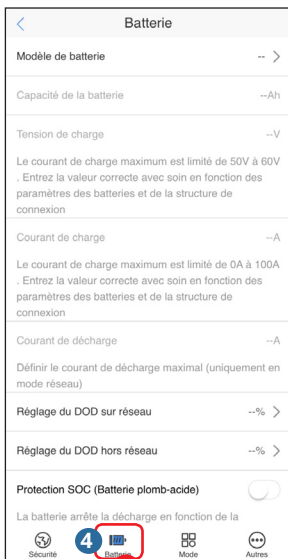 Batterie
Modèle de batterie --
Capacité de la batterie --Ah
Tension de charge --V
Le courant de charge maximum est limité de 50V à 60V
. Entrez la valeur correcte avec soin en fonction des
paramètres des batteries et de la structure de
connexion
Courant de charge --A
Le courant de charge maximum est limité de 0A à 100A
. Entrez la valeur correcte avec soin en fonction des
paramètres des batteries et de la structure de
connexion
Courant de décharge --A
Définir le courant de décharge maximal (uniquement en
mode réseau)
Réglage du DOD sur réseau --%
Réglage du DOD hors réseau --%
Protection SOC (Batterie plomb-acide)
La batterie arrête la décharge en fonction de la
4
Sécurité Batterie Mode Autres